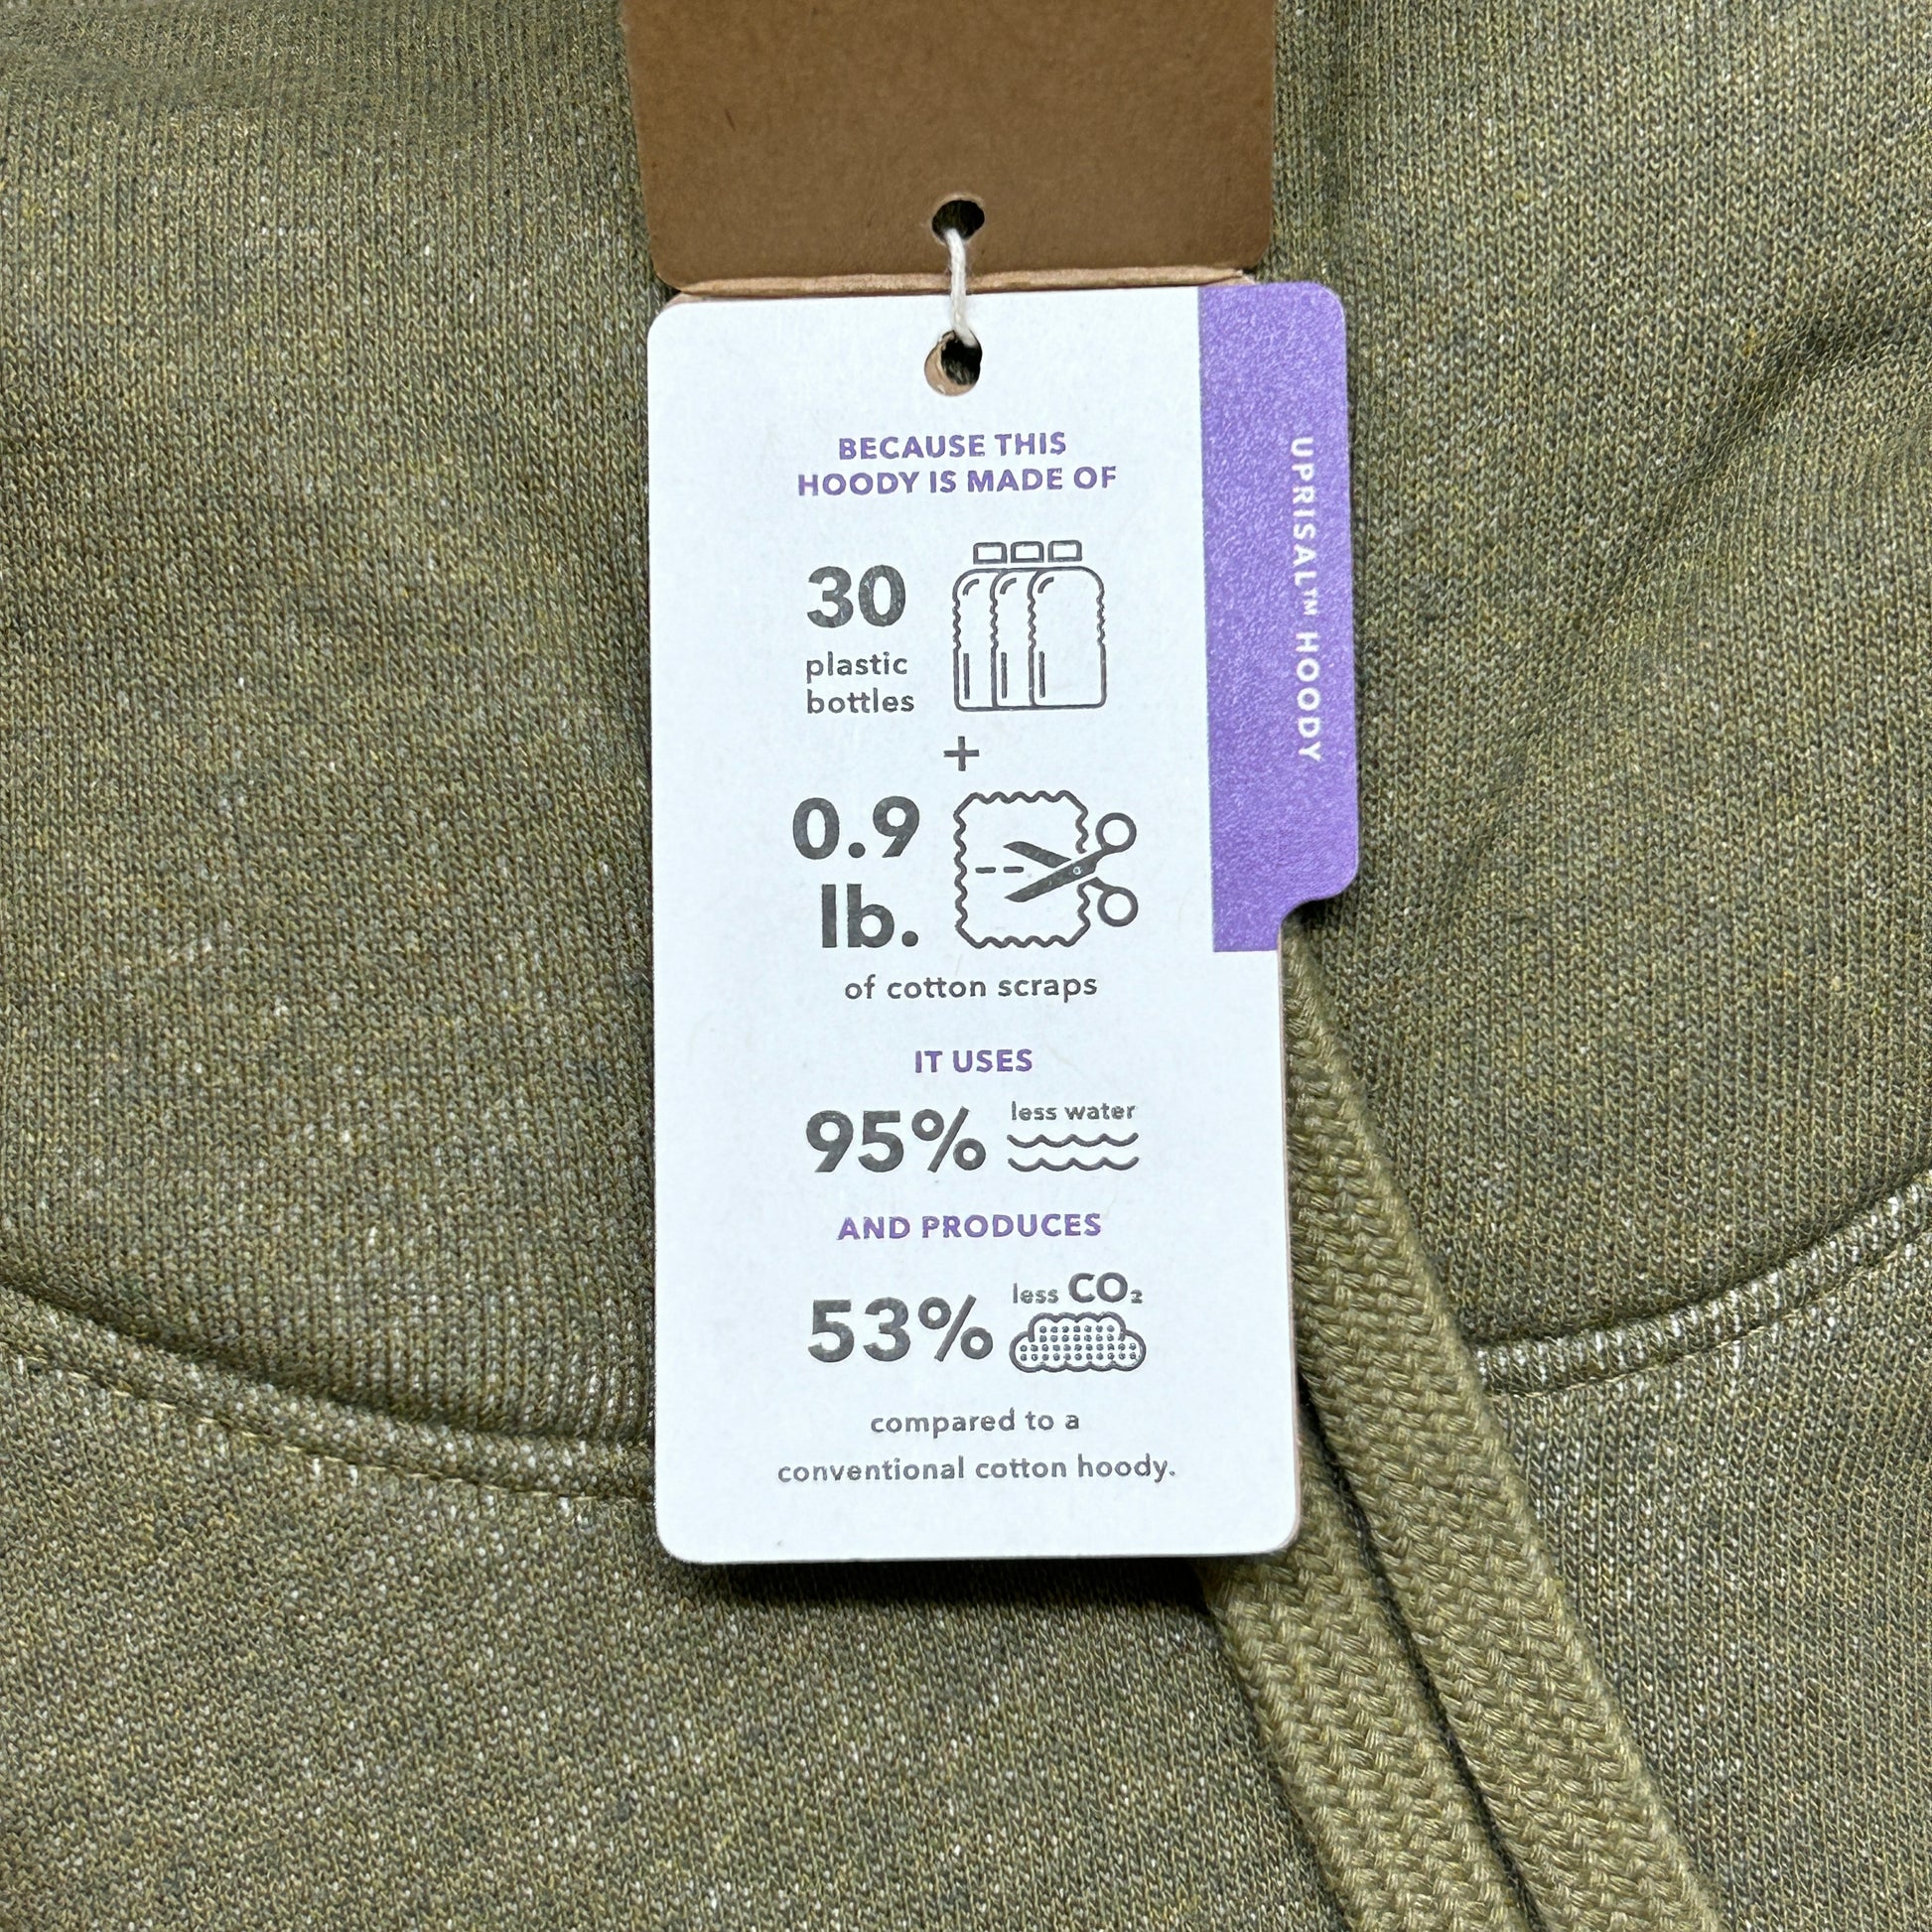 BECAUSE THIS
HOODY IS MADE OF
30
plastic
bottles
+
0.9
lb.
of cotton scraps
IT USES
95% less water
AND PRODUCES
53% less CO₂
compared to a
conventional cotton hoody.
UPRISAL™ HOODY